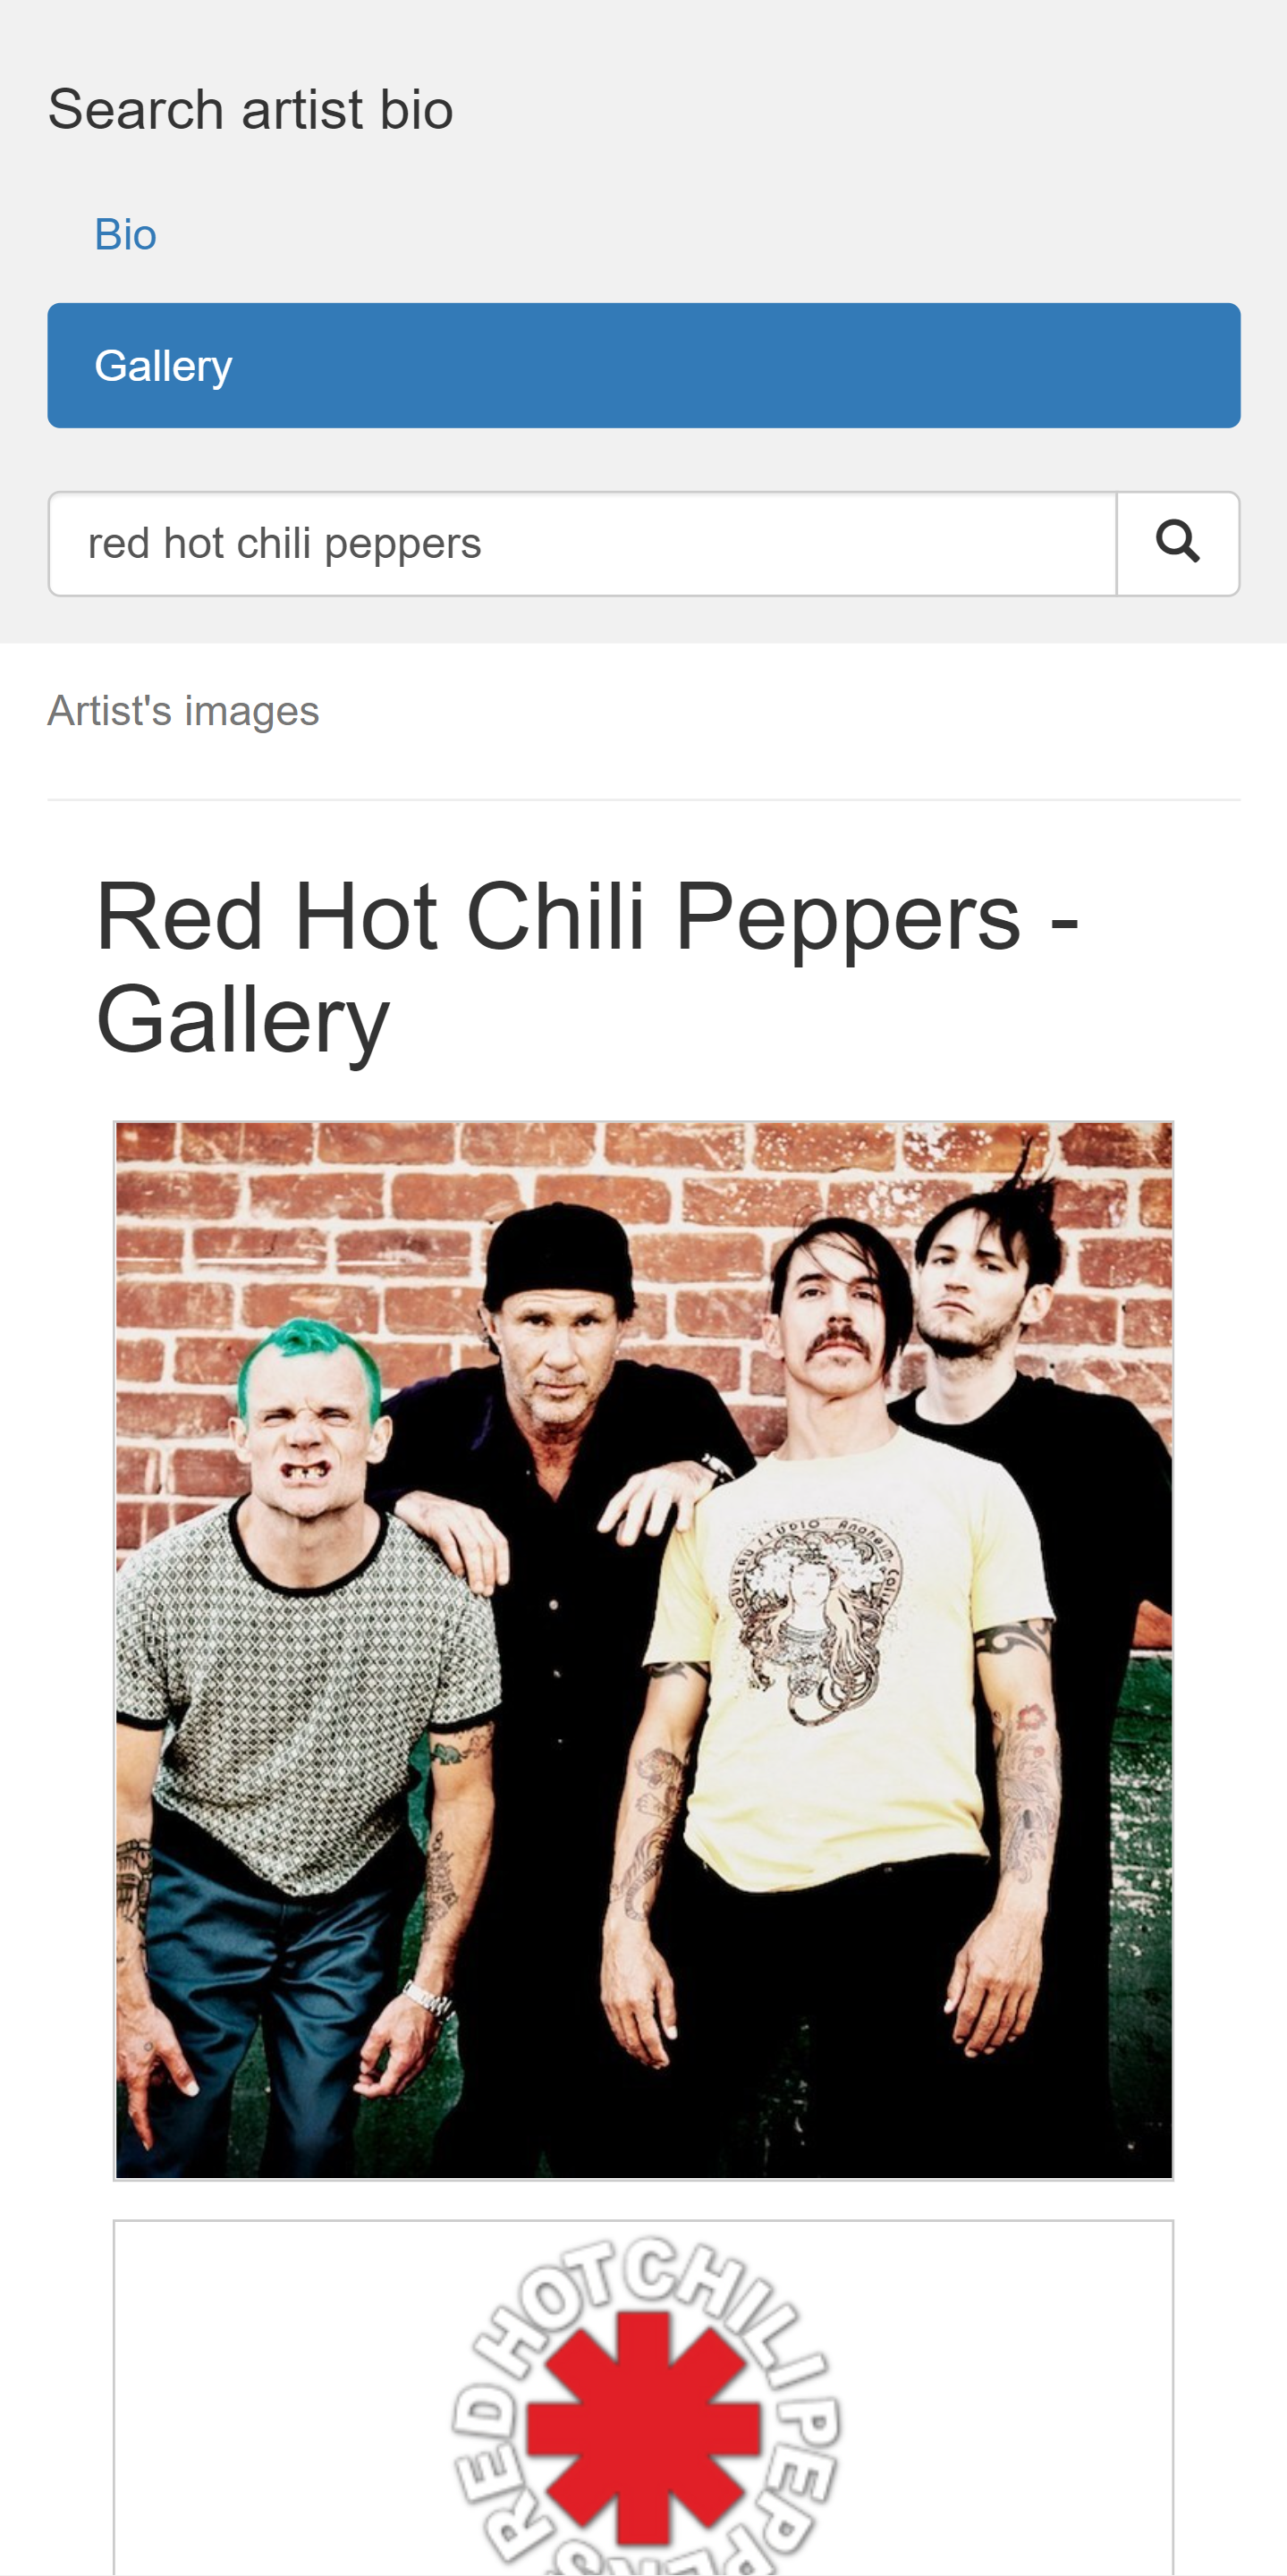 Search artist bio
Bio
Gallery
red hot chili peppers
Artist's images
Red Hot Chili Peppers -
Gallery
STUDIO Anaheim, Calif
RED HOT CHILI PEPPERS